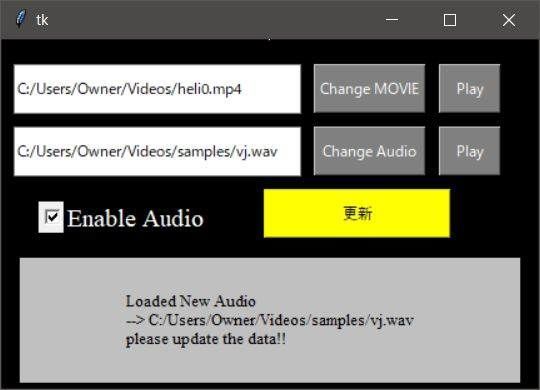 tk
C:/Users/Owner/Videos/heli0.mp4 Change MOVIE Play
C:/Users/Owner/Videos/samples/vj.wav Change Audio Play
Enable Audio 更新
Loaded New Audio
--> C:/Users/Owner/Videos/samples/vj.wav
please update the data!!